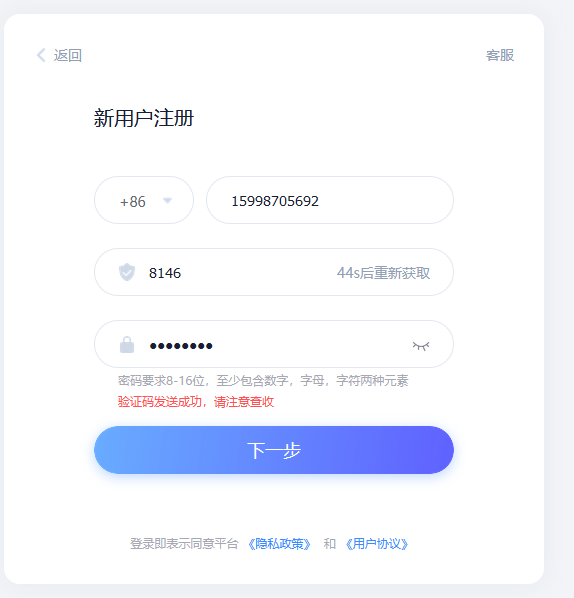 返回 客服
新用户注册
+86 15998705692
8146 44s后重新获取
••••••••
密码要求8-16位，至少包含数字，字母，字符两种元素
验证码发送成功，请注意查收
下一步
登录即表示同意平台 《隐私政策》 和 《用户协议》